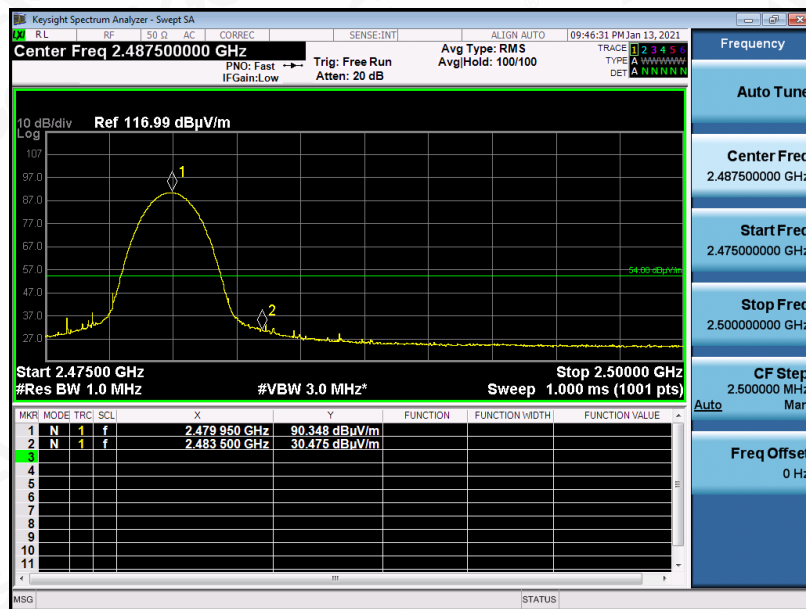 Keysight Spectrum Analyzer - Swept SA
LXI RL RF 50 Ω AC CORREC SENSE:INT ALIGN AUTO 09:46:31 PM Jan 13, 2021
Center Freq 2.487500000 GHz
PNO: Fast
IFGain:Low
Trig: Free Run
Atten: 20 dB
Avg Type: RMS
Avg|Hold: 100/100
TRACE 1 2 3 4 5 6
TYPE A WWWWW
DET A N N N N N
Frequency
Auto Tune
Center Freq
2.487500000 GHz
Start Freq
2.475000000 GHz
Stop Freq
2.500000000 GHz
CF Step
2.500000 MHz
Auto Man
Freq Offset
0 Hz
10 dB/div Ref 116.99 dBµV/m
Log
107
97.0
87.0
77.0
67.0
57.0
47.0
37.0
27.0
1
2
54.00 dBµV/m
Start 2.47500 GHz Stop 2.50000 GHz
#Res BW 1.0 MHz #VBW 3.0 MHz* Sweep 1.000 ms (1001 pts)
MKR MODE TRC SCL X Y FUNCTION FUNCTION WIDTH FUNCTION VALUE
1 N 1 f 2.479 950 GHz 90.348 dBµV/m
2 N 1 f 2.483 500 GHz 30.475 dBµV/m
3
4
5
6
7
8
9
10
11
MSG STATUS